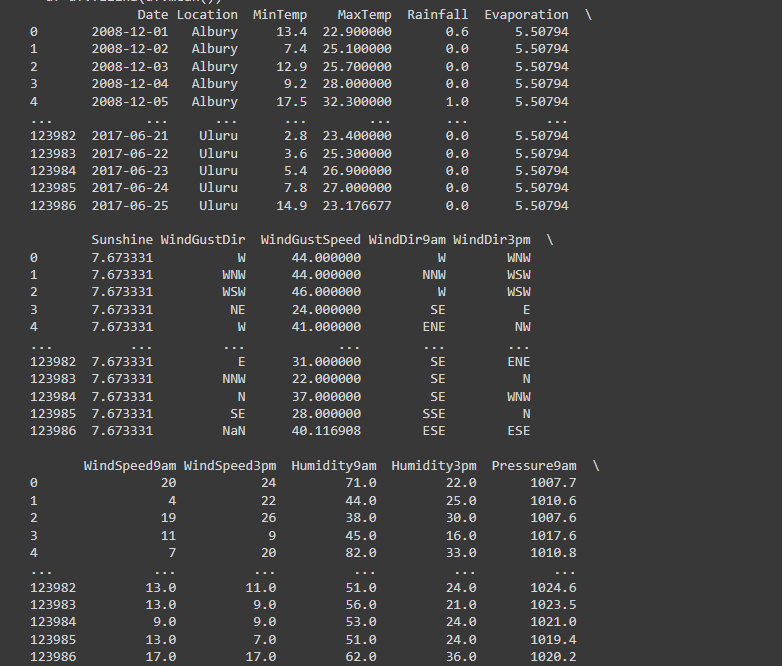 Date Location  MinTemp    MaxTemp  Rainfall  Evaporation  \
0       2008-12-01   Albury     13.4  22.900000       0.6      5.50794
1       2008-12-02   Albury      7.4  25.100000       0.0      5.50794
2       2008-12-03   Albury     12.9  25.700000       0.0      5.50794
3       2008-12-04   Albury      9.2  28.000000       0.0      5.50794
4       2008-12-05   Albury     17.5  32.300000       1.0      5.50794
...            ...      ...      ...        ...       ...          ...
123982  2017-06-21    Uluru      2.8  23.400000       0.0      5.50794
123983  2017-06-22    Uluru      3.6  25.300000       0.0      5.50794
123984  2017-06-23    Uluru      5.4  26.900000       0.0      5.50794
123985  2017-06-24    Uluru      7.8  27.000000       0.0      5.50794
123986  2017-06-25    Uluru     14.9  23.176677       0.0      5.50794
        Sunshine WindGustDir  WindGustSpeed WindDir9am WindDir3pm  \
0       7.673331           W      44.000000          W        WNW
1       7.673331         WNW      44.000000        NNW        WSW
2       7.673331         WSW      46.000000          W        WSW
3       7.673331          NE      24.000000         SE          E
4       7.673331           W      41.000000        ENE         NW
...          ...         ...            ...        ...        ...
123982  7.673331           E      31.000000         SE        ENE
123983  7.673331         NNW      22.000000         SE          N
123984  7.673331           N      37.000000         SE        WNW
123985  7.673331          SE      28.000000        SSE          N
123986  7.673331         NaN      40.116908        ESE        ESE
       WindSpeed9am WindSpeed3pm  Humidity9am  Humidity3pm  Pressure9am  \
0                20           24         71.0         22.0       1007.7
1                 4           22         44.0         25.0       1010.6
2                19           26         38.0         30.0       1007.6
3                11            9         45.0         16.0       1017.6
4                 7           20         82.0         33.0       1010.8
...             ...          ...          ...          ...          ...
123982         13.0         11.0         51.0         24.0       1024.6
123983         13.0          9.0         56.0         21.0       1023.5
123984          9.0          9.0         53.0         24.0       1021.0
123985         13.0          7.0         51.0         24.0       1019.4
123986         17.0         17.0         62.0         36.0       1020.2